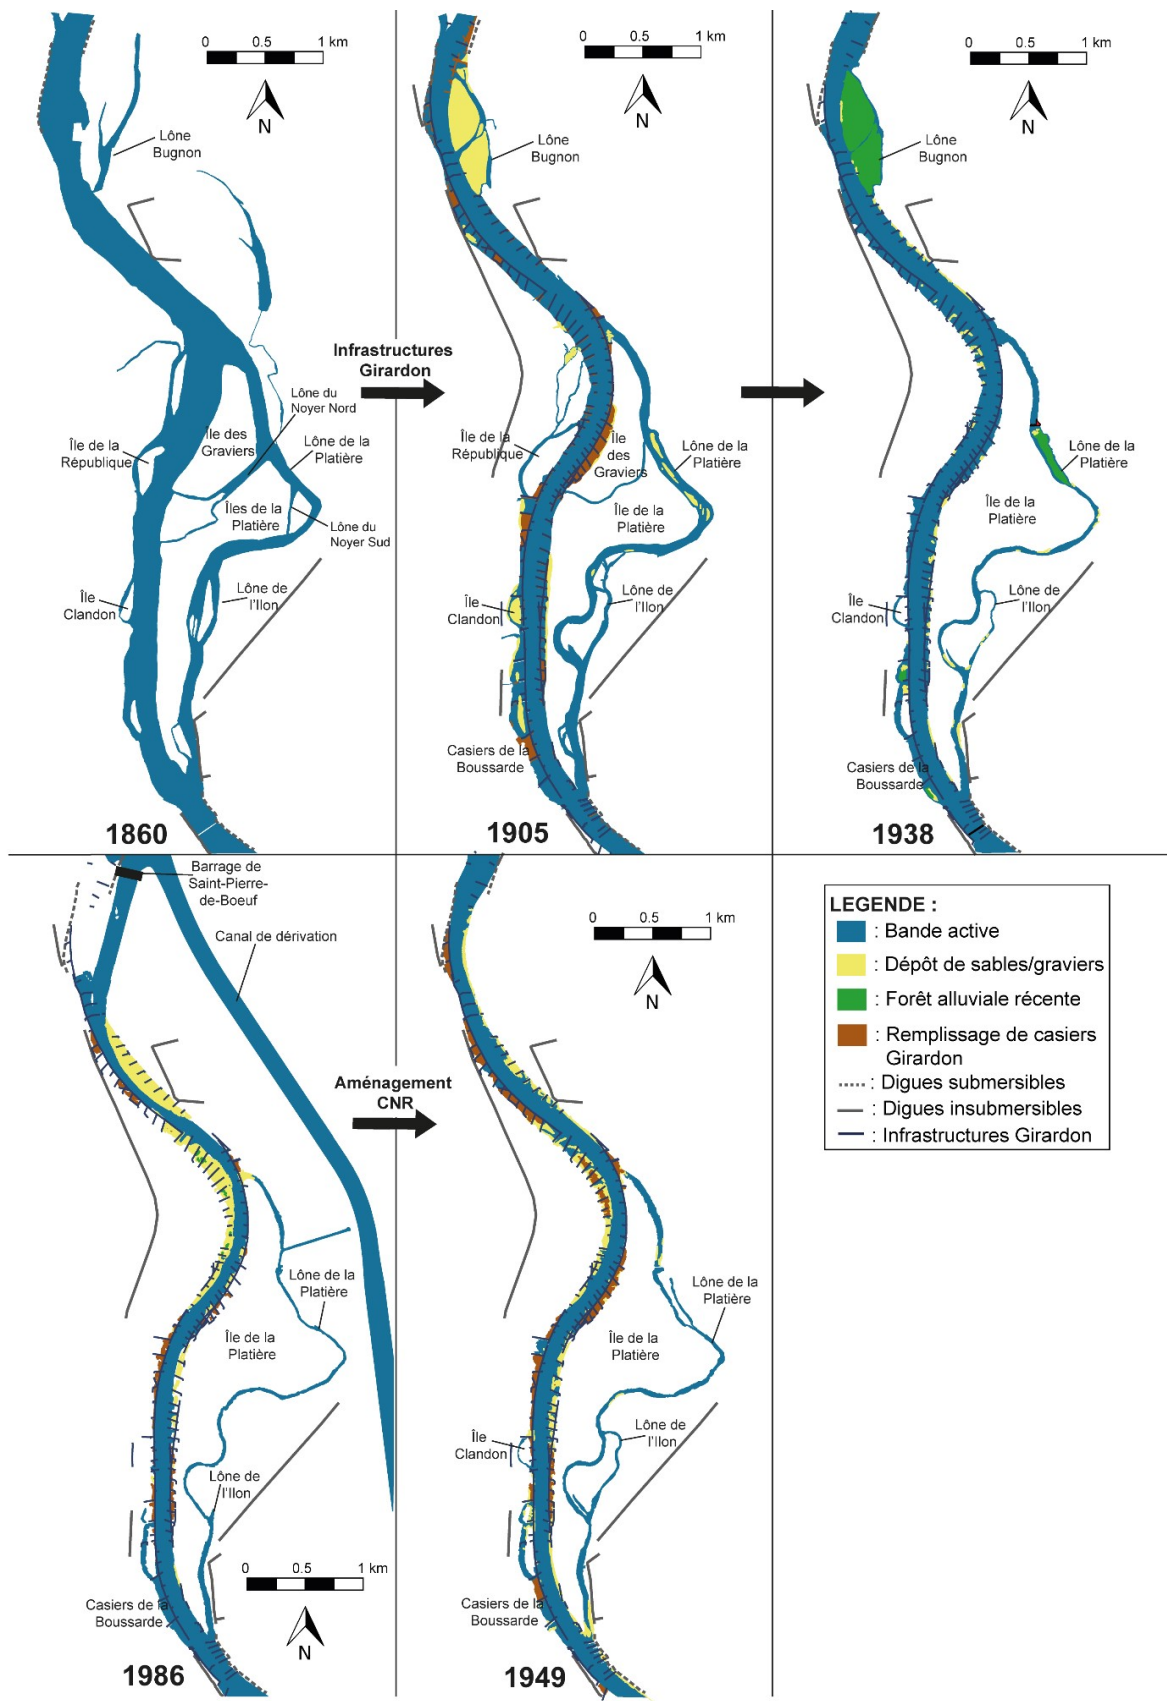 0 0.5 1 km
N
Lône
Bugnon
Île de la
République
Île des
Graviers
Lône du
Noyer Nord
Lône de la
Platière
Îles de la
Platière
Lône du
Noyer Sud
Île
Clandon
Lône de
l'Ilon
1860
Infrastructures
Girardon
0 0.5 1 km
N
Lône
Bugnon
Île de la
République
Île
des
Graviers
Lône de la
Platière
Île de la
Platière
Île
Clandon
Lône de
l'Ilon
Casiers de la
Boussarde
1905
0 0.5 1 km
N
Lône
Bugnon
Lône de la
Platière
Île de la
Platière
Île
Clandon
Lône de
l'Ilon
Casiers de la
Boussarde
1938
Barrage de
Saint-Pierre-
de-Boeuf
Canal de dérivation
Lône de la
Platière
Île de la
Platière
Lône de
l'Ilon
0 0.5 1 km
N
Casiers de la
Boussarde
1986
Aménagement
CNR
0 0.5 1 km
N
Lône de la
Platière
Île de la
Platière
Île
Clandon
Lône de
l'Ilon
Casiers de la
Boussarde
1949
LEGENDE :
: Bande active
: Dépôt de sables/graviers
: Forêt alluviale récente
: Remplissage de casiers
Girardon
: Digues submersibles
: Digues insubmersibles
: Infrastructures Girardon